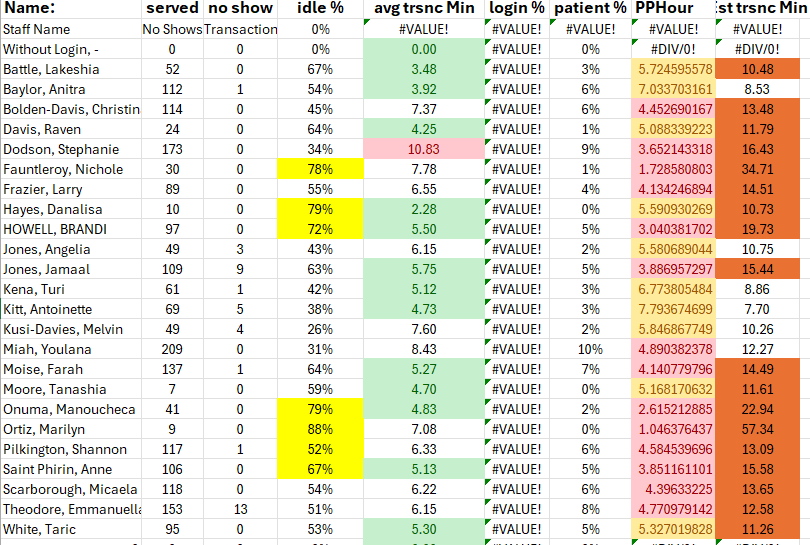 Name: served no show idle % avg trsnc Min login % patient % PPHour st trsnc Min
Staff Name No Shows Transaction 0% #VALUE! #VALUE! #VALUE! #VALUE! #VALUE!
Without Login, - 0 0 0% 0.00 #VALUE! 0% #DIV/0! #DIV/0!
Battle, Lakeshia 52 0 67% 3.48 #VALUE! 3% 5.724595578 10.48
Baylor, Anitra 112 1 54% 3.92 #VALUE! 6% 7.033703161 8.53
Bolden-Davis, Christin 114 0 45% 7.37 #VALUE! 6% 4.452690167 13.48
Davis, Raven 24 0 64% 4.25 #VALUE! 1% 5.088339223 11.79
Dodson, Stephanie 173 0 34% 10.83 #VALUE! 9% 3.652143318 16.43
Fauntleroy, Nichole 30 0 78% 7.78 #VALUE! 1% 1.728580803 34.71
Frazier, Larry 89 0 55% 6.55 #VALUE! 4% 4.134246894 14.51
Hayes, Danalisa 10 0 79% 2.28 #VALUE! 0% 5.590930269 10.73
HOWELL, BRANDI 97 0 72% 5.50 #VALUE! 5% 3.040381702 19.73
Jones, Angelia 49 3 43% 6.15 #VALUE! 2% 5.580689044 10.75
Jones, Jamaal 109 9 63% 5.75 #VALUE! 5% 3.886957297 15.44
Kena, Turi 61 1 42% 5.12 #VALUE! 3% 6.773805484 8.86
Kitt, Antoinette 69 5 38% 4.73 #VALUE! 3% 7.793674699 7.70
Kusi-Davies, Melvin 49 4 26% 7.60 #VALUE! 2% 5.846867749 10.26
Miah, Youlana 209 0 31% 8.43 #VALUE! 10% 4.890382378 12.27
Moise, Farah 137 1 64% 5.27 #VALUE! 7% 4.140779796 14.49
Moore, Tanashia 7 0 59% 4.70 #VALUE! 0% 5.168170632 11.61
Onuma, Manoucheca 41 0 79% 4.83 #VALUE! 2% 2.615212885 22.94
Ortiz, Marilyn 9 0 88% 7.08 #VALUE! 0% 1.046376437 57.34
Pilkington, Shannon 117 1 52% 6.33 #VALUE! 6% 4.584539696 13.09
Saint Phirin, Anne 106 0 67% 5.13 #VALUE! 5% 3.851161101 15.58
Scarborough, Micaela 118 0 54% 6.22 #VALUE! 6% 4.39633225 13.65
Theodore, Emmanuella 153 13 51% 6.15 #VALUE! 8% 4.770979142 12.58
White, Taric 95 0 53% 5.30 #VALUE! 5% 5.327019828 11.26